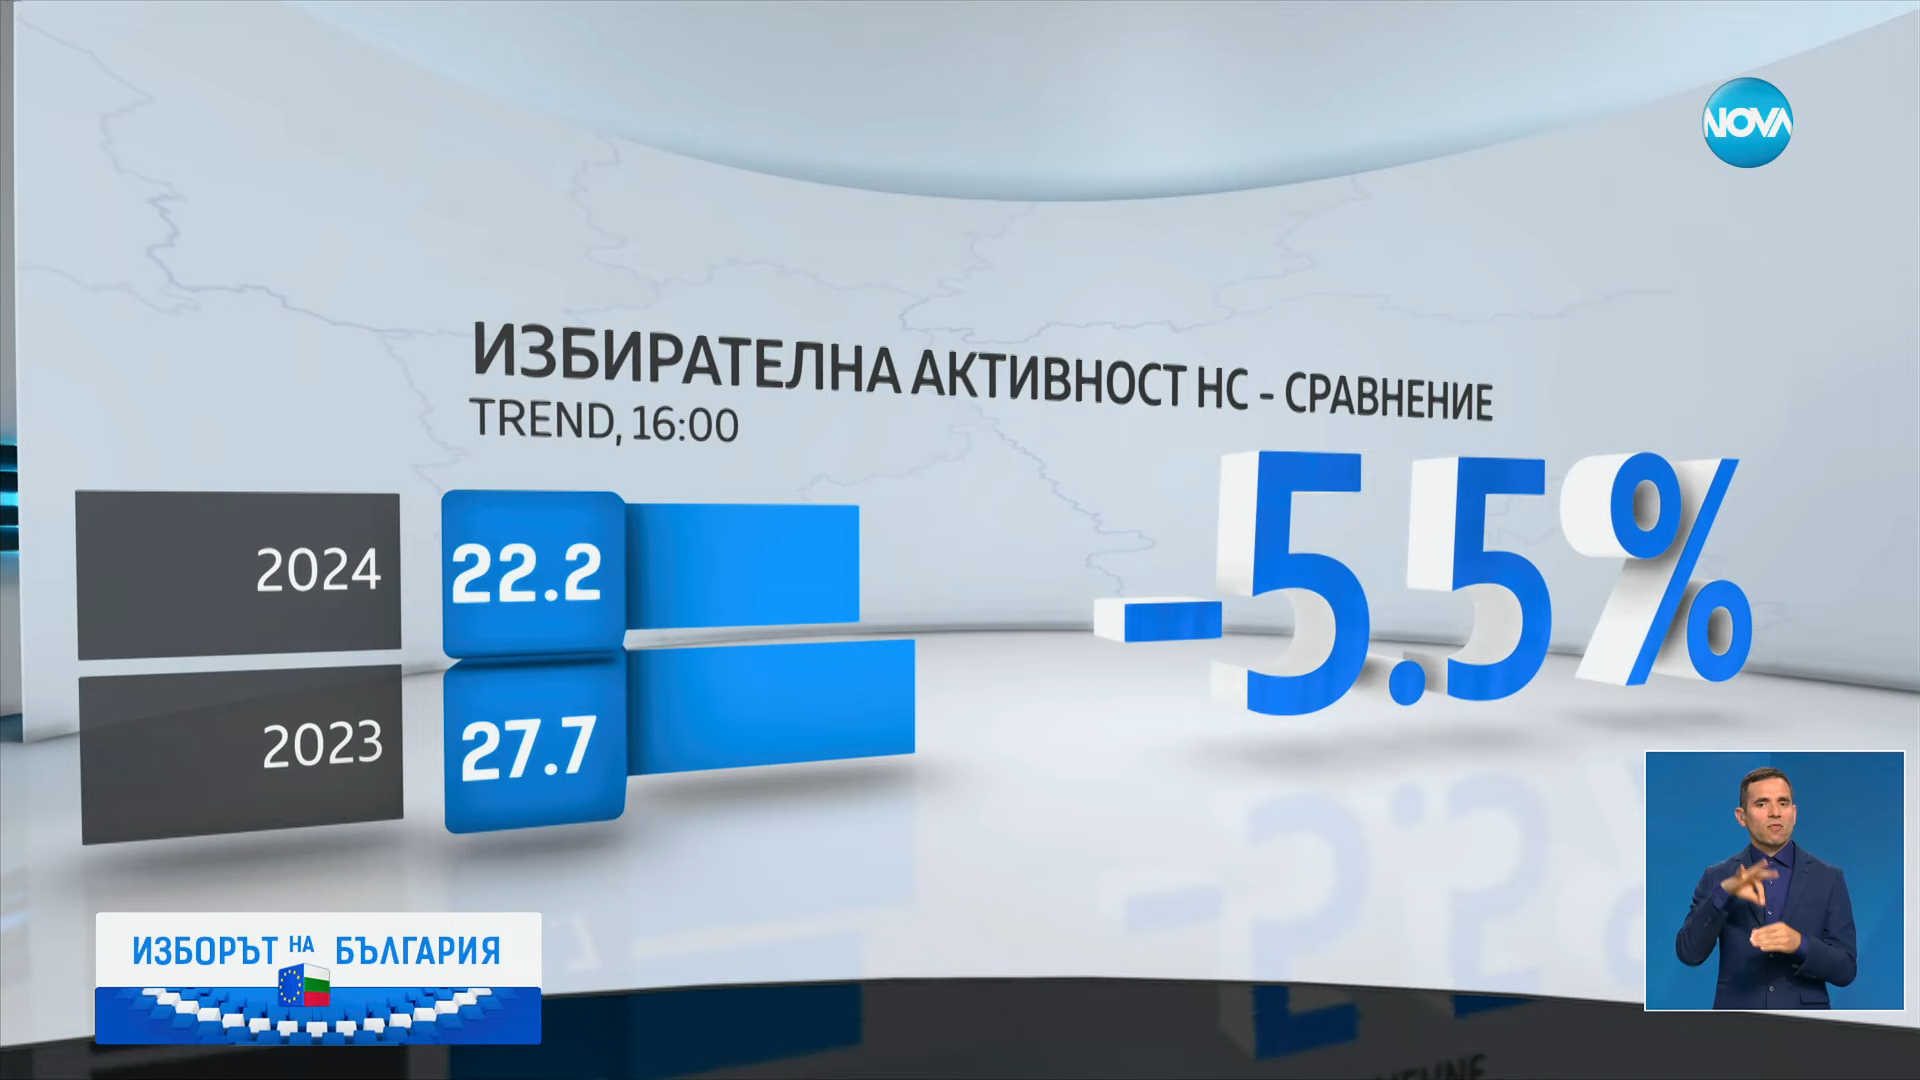 NOVA
ИЗБИРАТЕЛНА АКТИВНОСТ НС - СРАВНЕНИЕ
TREND, 16:00
2024 22.2
-5.5%
2023 27.7
ИЗБОРЪТ НА БЪЛГАРИЯ